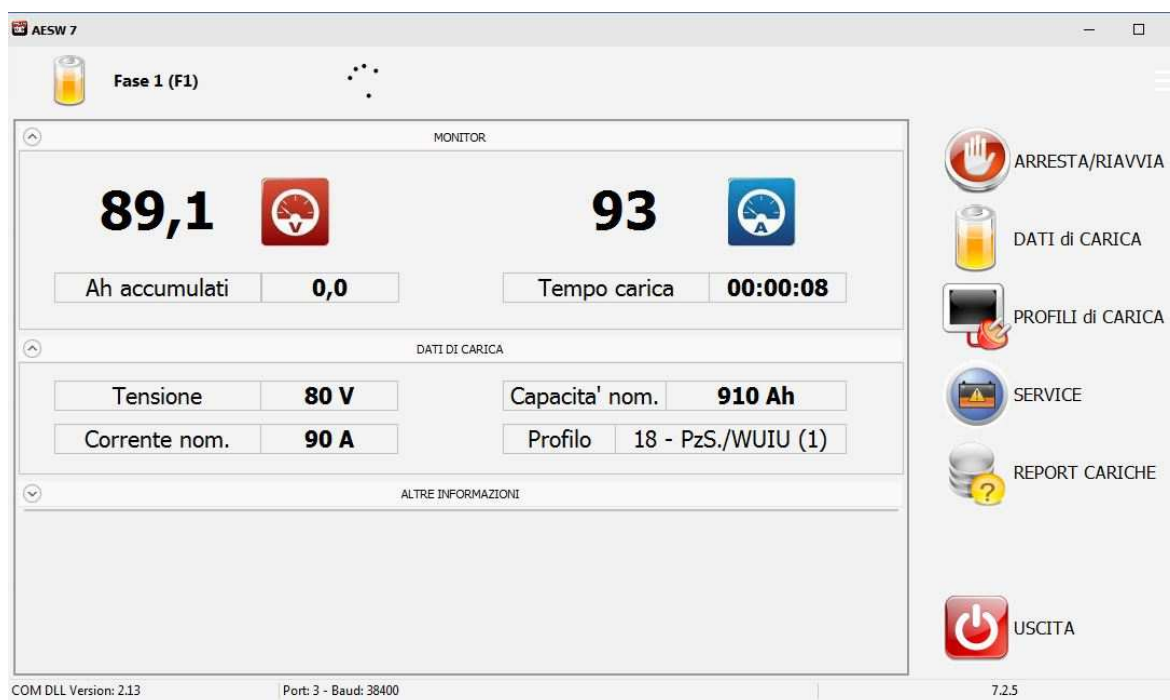 AESW 7
Fase 1 (F1)
MONITOR
89,1
V
93
A
Ah accumulati 0,0
Tempo carica 00:00:08
DATI DI CARICA
Tensione 80 V
Capacita' nom. 910 Ah
Corrente nom. 90 A
Profilo 18 - PzS./WUIU (1)
ALTRE INFORMAZIONI
ARRESTA/RIAVVIA
DATI di CARICA
PROFILI di CARICA
SERVICE
REPORT CARICHE
?
USCITA
COM DLL Version: 2.13
Port: 3 - Baud: 38400
7.2.5